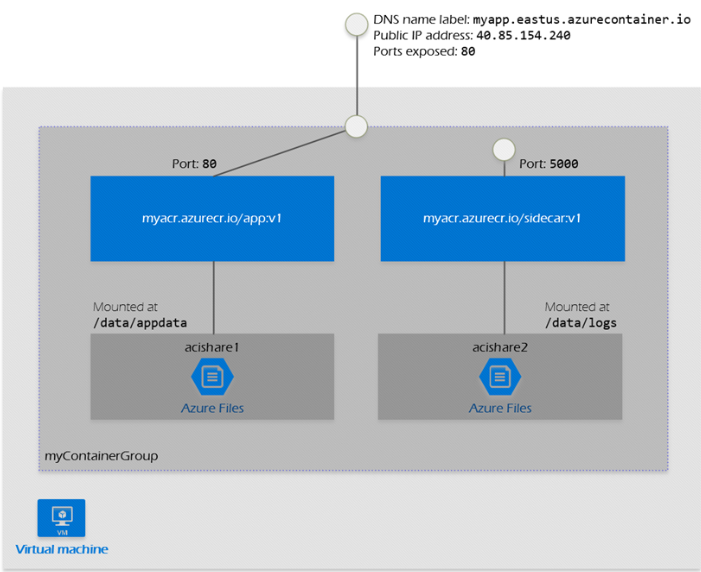 DNS name label: myapp.eastus.azurecontainer.io
Public IP address: 40.85.154.240
Ports exposed: 80
Port: 80
Port: 5000
myacr.azurecr.io/app:v1
myacr.azurecr.io/sidecar:v1
Mounted at
/data/appdata
Mounted at
/data/logs
acishare1
acishare2
Azure Files
Azure Files
myContainerGroup
VM
Virtual machine